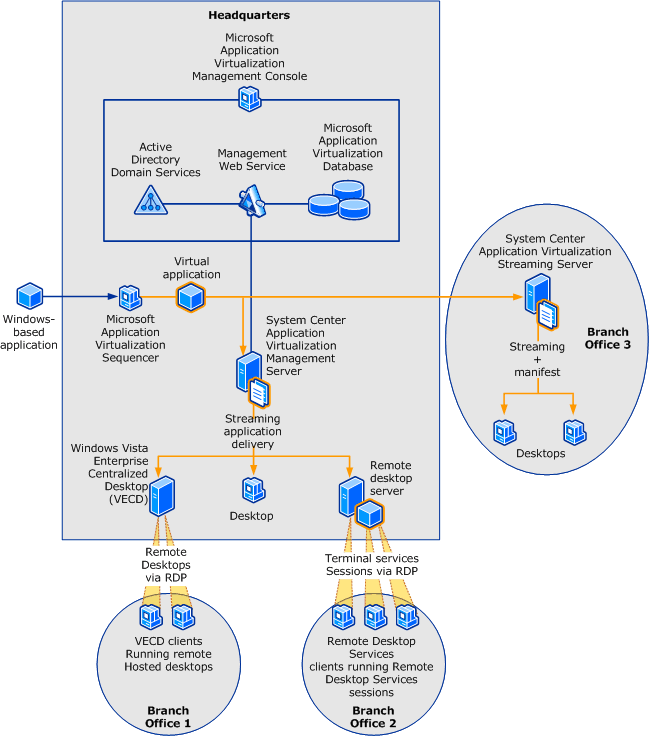 Headquarters
Microsoft
Application
Virtualization
Management Console
Active
Directory
Domain Services
Management
Web Service
Microsoft
Application
Virtualization
Database
Windows-
based
application
Microsoft
Application
Virtualization
Sequencer
Virtual
application
System Center
Application
Virtualization
Management
Server
Streaming
application
delivery
Windows Vista
Enterprise
Centralized
Desktop
(VECD)
Desktop
Remote
desktop
server
System Center
Application Virtualization
Streaming Server
Branch
Office 3
Streaming
+
manifest
Desktops
Remote
Desktops
via RDP
Terminal services
Sessions via RDP
VECD clients
Running remote
Hosted desktops
Branch
Office 1
Remote Desktop
Services
clients running Remote
Desktop Services
sessions
Branch
Office 2